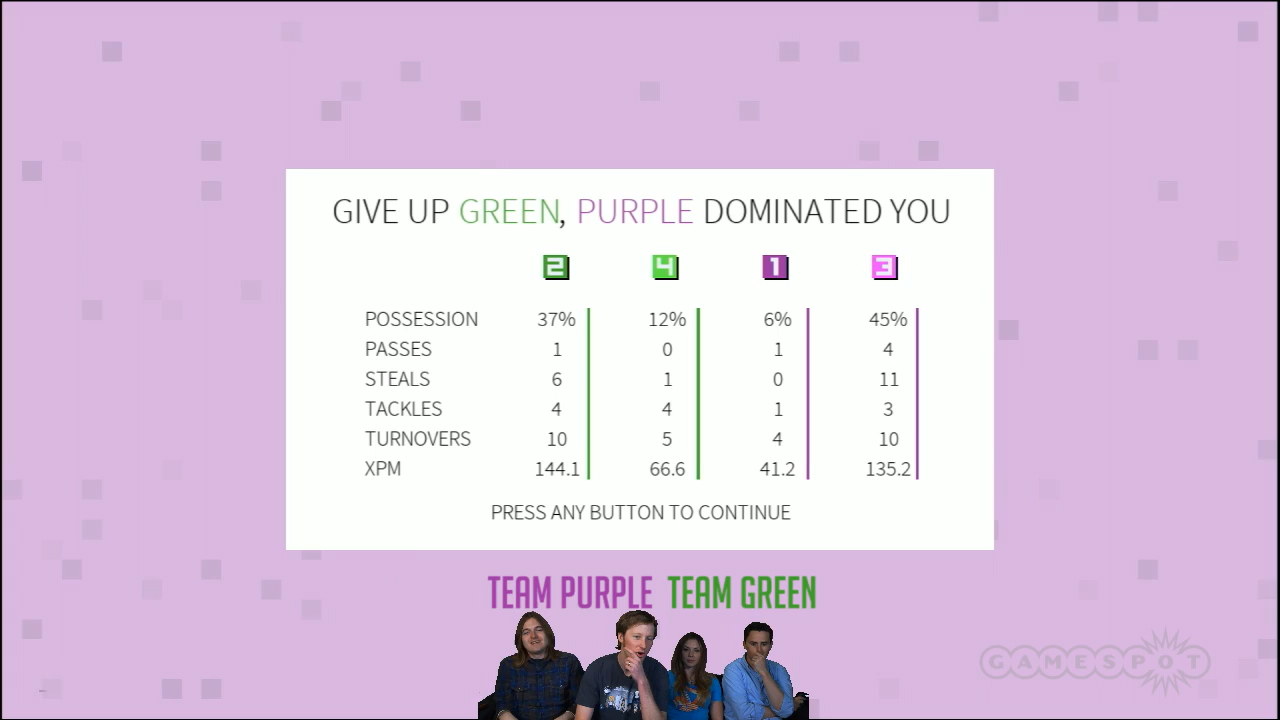 GIVE UP GREEN, PURPLE DOMINATED YOU
2 4 1 3
POSSESSION 37% 12% 6% 45%
PASSES 1 0 1 4
STEALS 6 1 0 11
TACKLES 4 4 1 3
TURNOVERS 10 5 4 10
XPM 144.1 66.6 41.2 135.2
PRESS ANY BUTTON TO CONTINUE
TEAM PURPLE TEAM GREEN
GAMESPOT